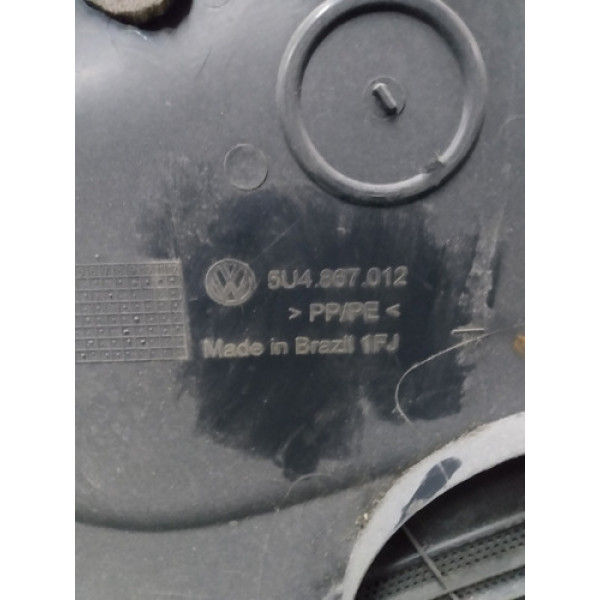 5U4.867.012
> PP/PE <
Made in Brazil 1FJ